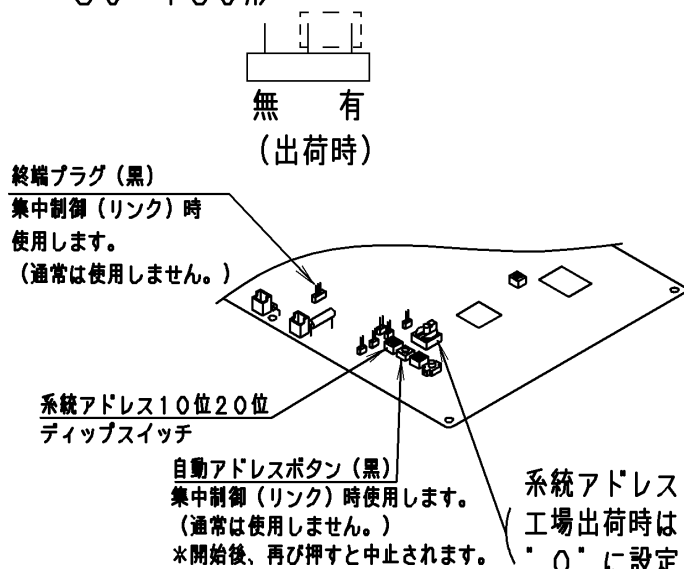 無 有
(出荷時)
終端プラグ(黒)
集中制御(リンク)時
使用します。
(通常は使用しません。)
系統アドレス10位20位
ディップスイッチ
自動アドレスボタン(黒)
集中制御(リンク)時使用します。
(通常は使用しません。)
*開始後、再び押すと中止されます。
系統アドレス
工場出荷時は
"0"に設定